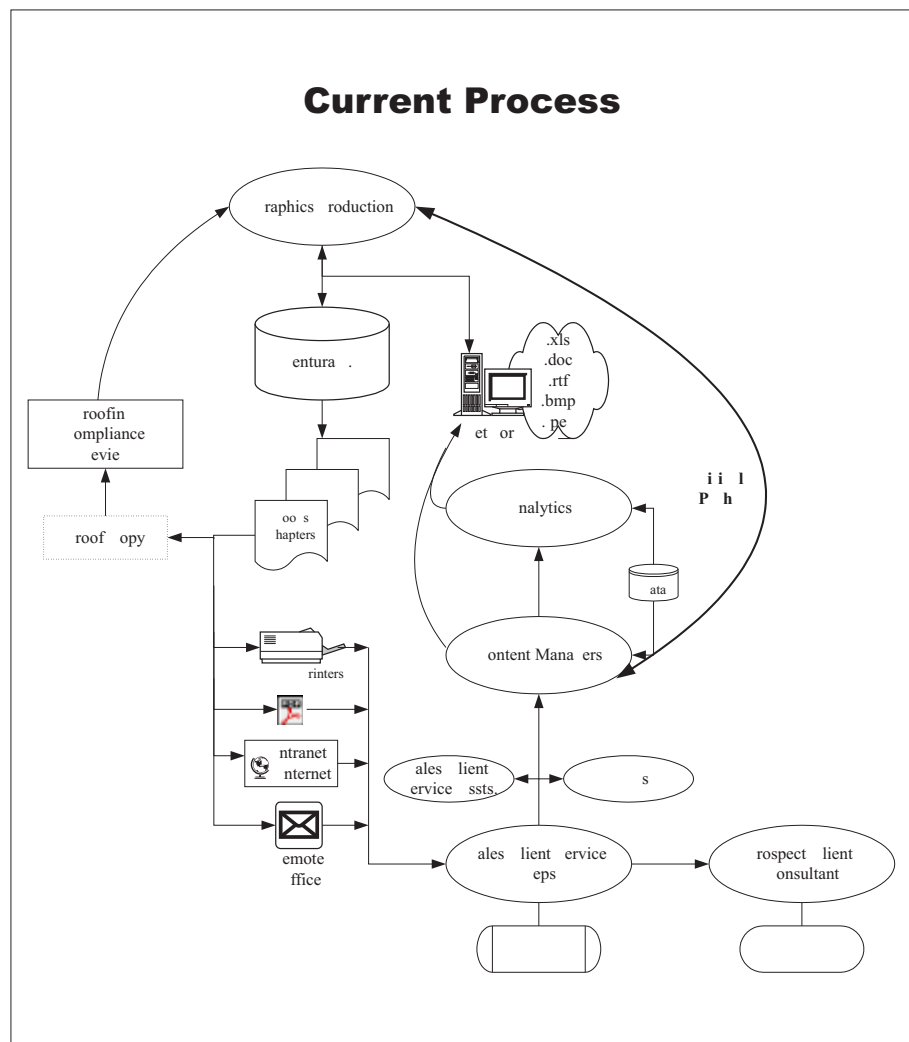 Current Process
raphics roduction
entura .
.xls
.doc
.rtf
.bmp
. pe
et or
roofin
ompliance
evie
oo s
hapters
roof opy
nalytics
i i l
P h
ata
ontent Mana ers
rinters
ntranet
nternet
ales lient
ervice ssts.
s
emote
ffice
ales lient ervice
eps
rospect lient
onsultant